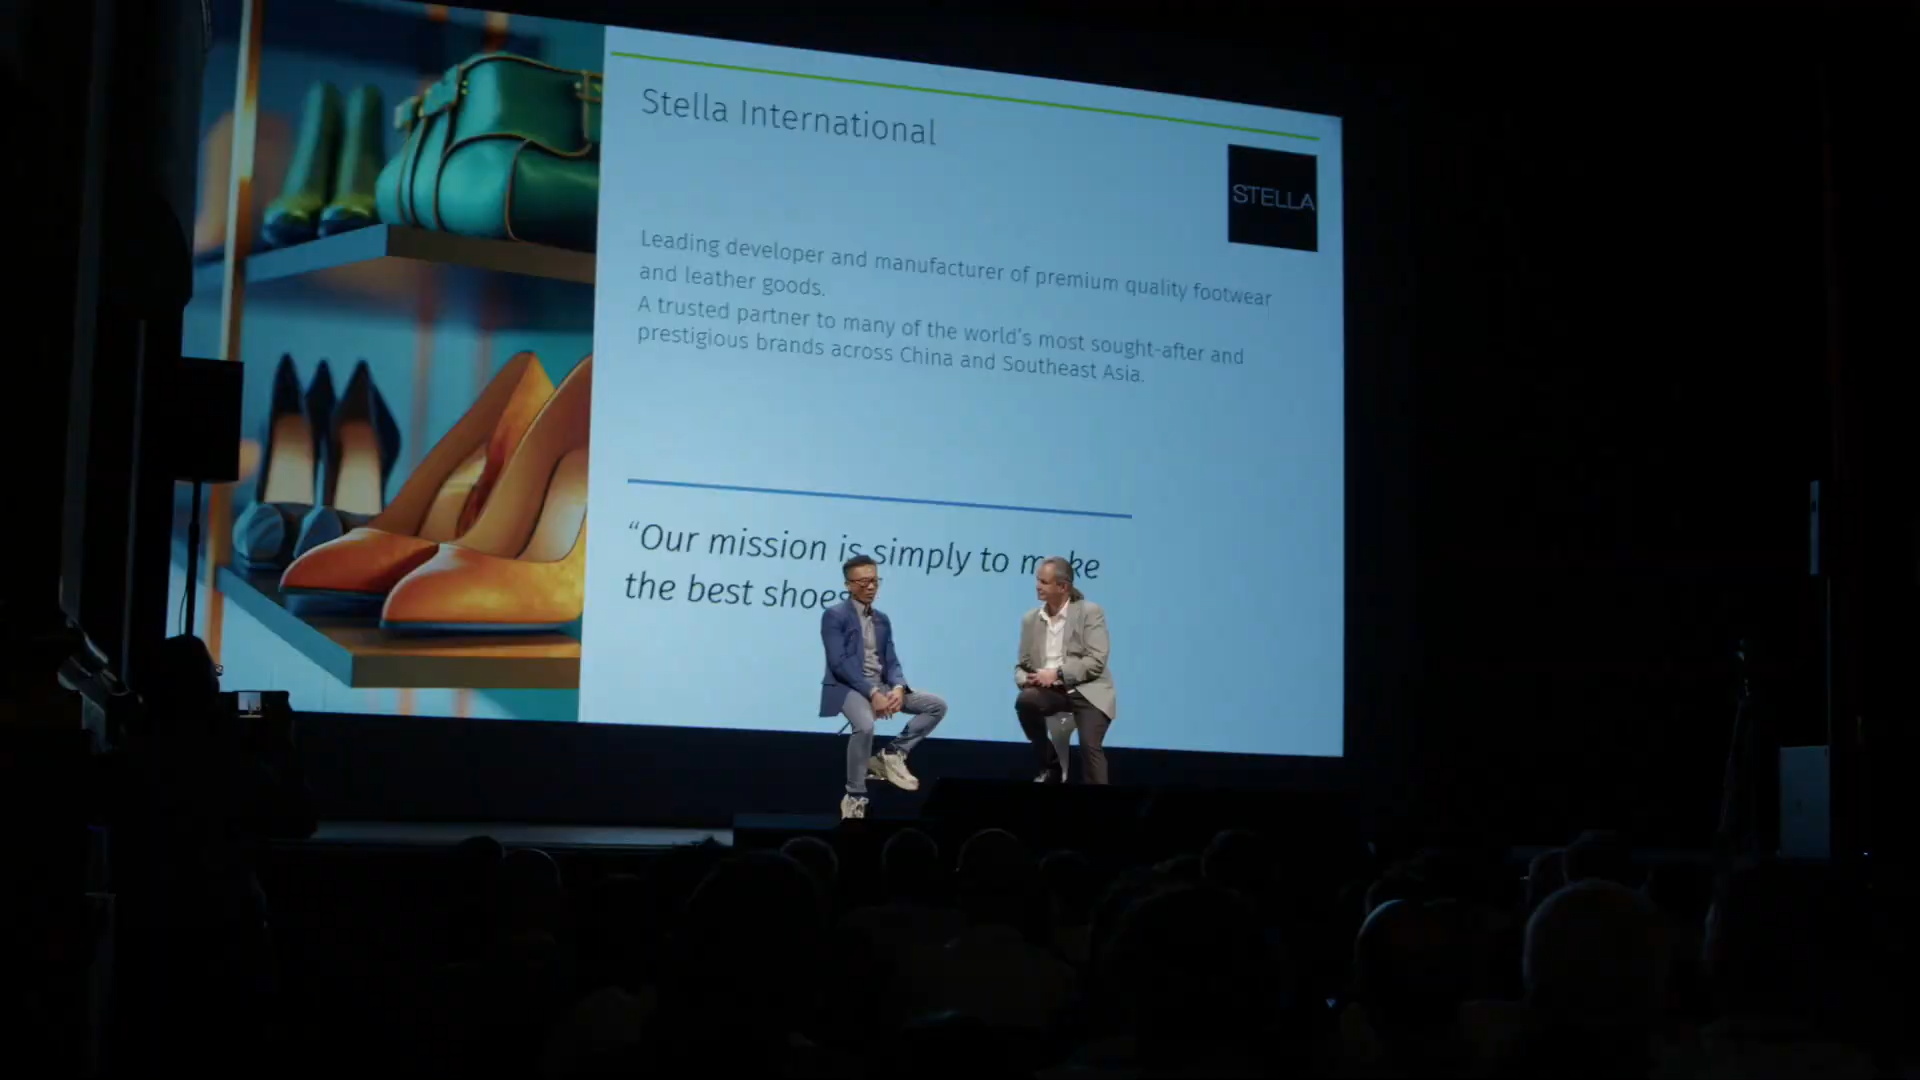 Stella International
STELLA
Leading developer and manufacturer of premium quality footwear
and leather goods.
A trusted partner to many of the world's most sought-after and
prestigious brands across China and Southeast Asia.
“Our mission is simply to make
the best shoes